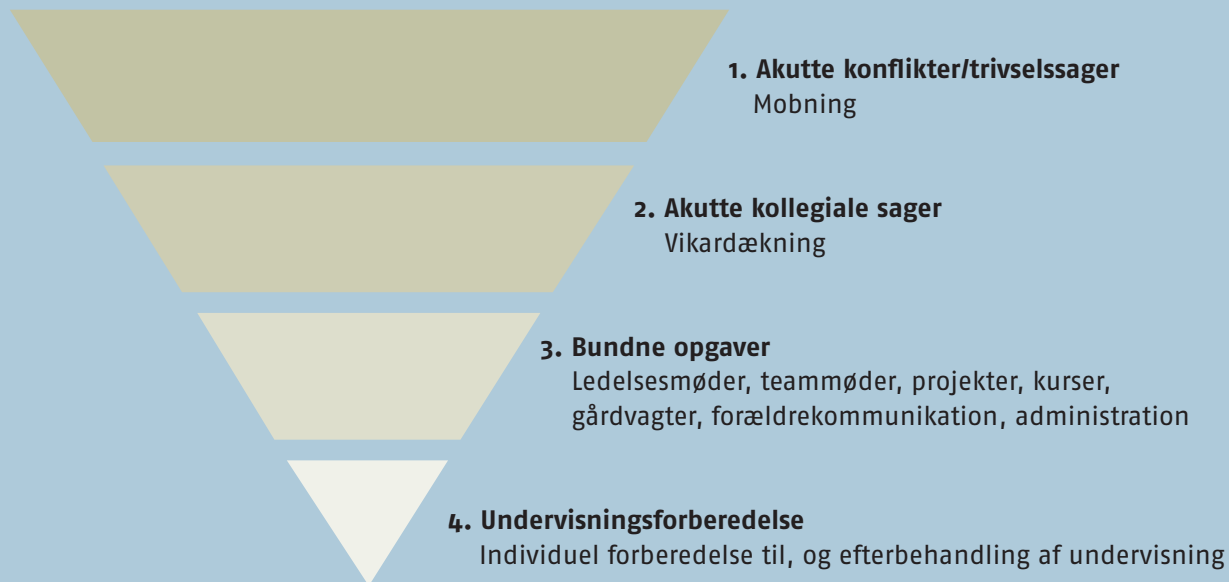 1. Akutte konflikter/trivselssager
Mobning
2. Akutte kollegiale sager
Vikardækning
3. Bundne opgaver
Ledelsesmøder, teammøder, projekter, kurser,
gårdvagter, forældrekommunikation, administration
4. Undervisningsforberedelse
Individuel forberedelse til, og efterbehandling af undervisning